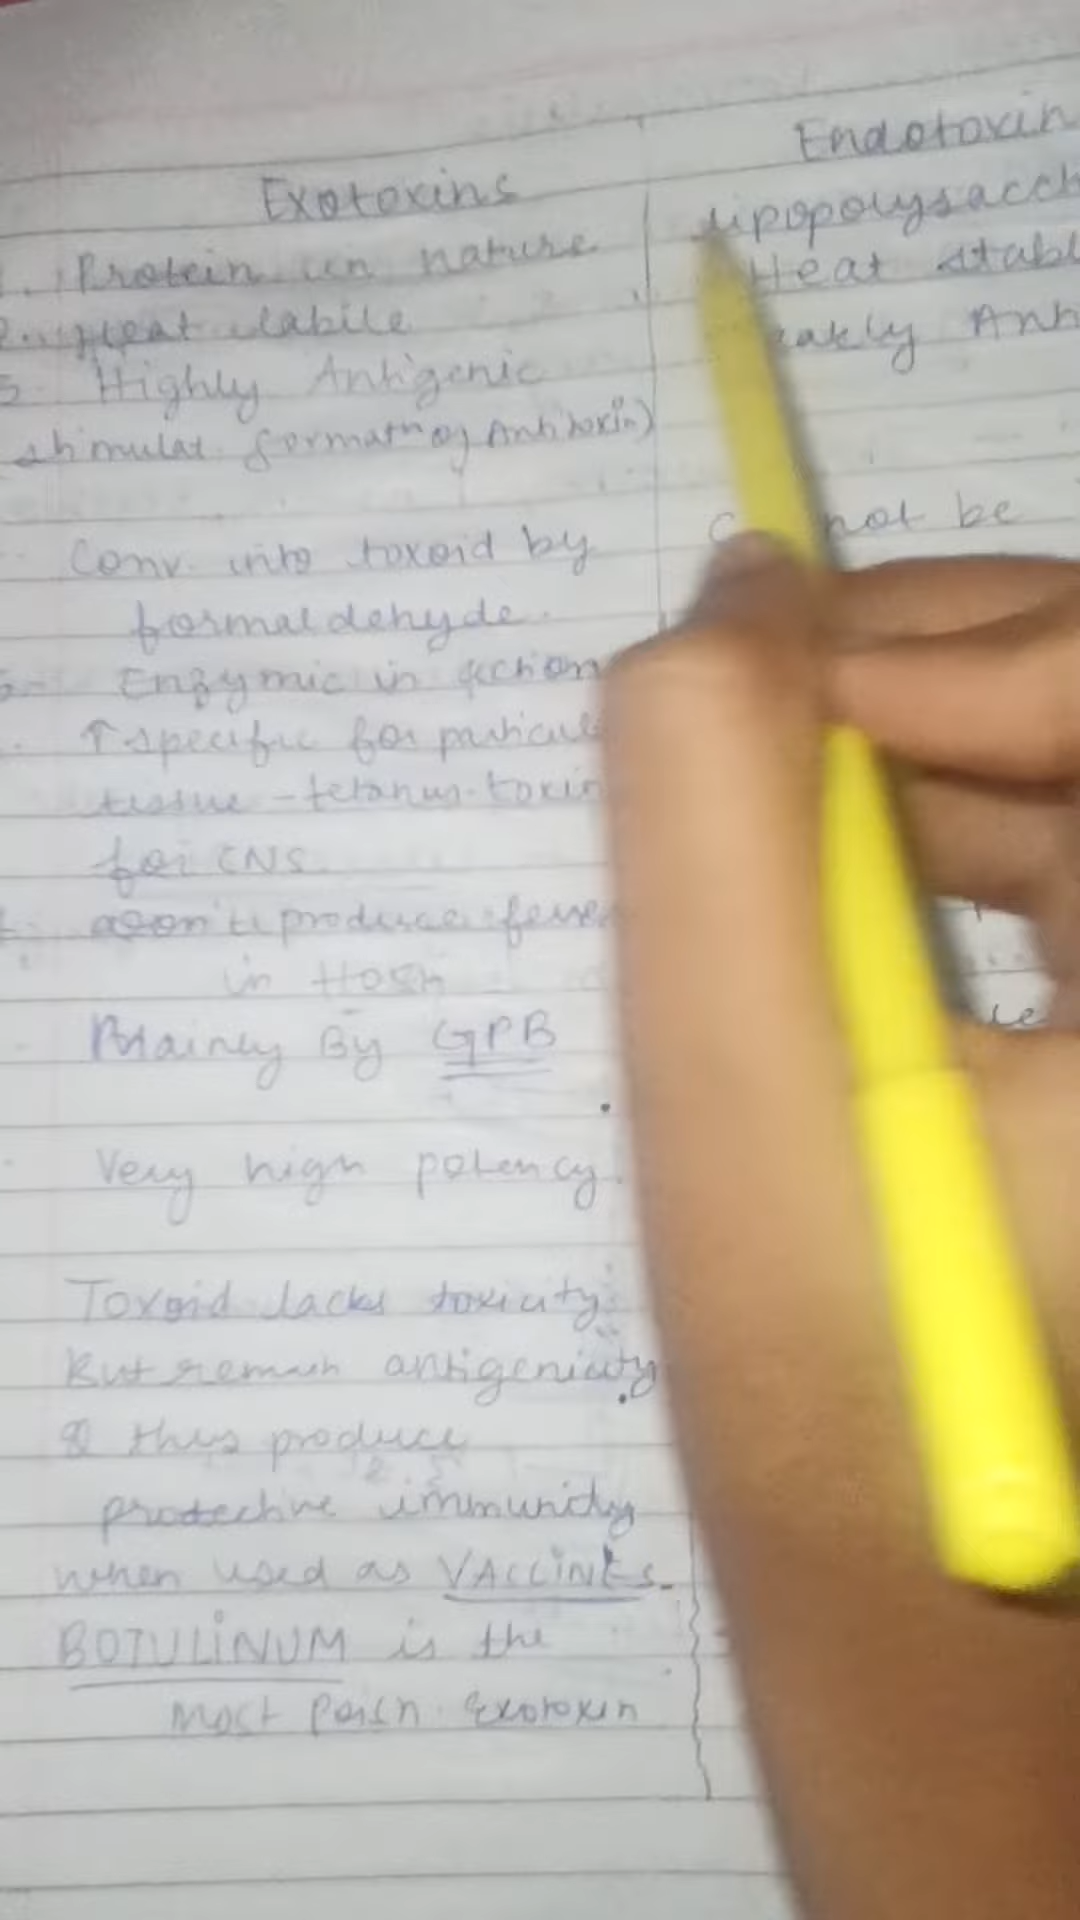 Exotoxins
1. Protein in nature
2. Heat labile
3. Highly Antigenic
stimulat. formatⁿ of Antitoxin)
Conv. into toxoid by
formaldehyde.
Enzymic in action
↑ specific for particul
tissue - tetanus toxin
for CNS
don't produce fever
in Host
Mainly By GPB
Very high potency.
Toxoid lacks toxicity
But remain antigenicity
& thus produce
protective immunity
when used as VACCINES.
BOTULINUM is the
Most Poisn. Exotoxin
Endotoxin
Lipopolysacch
Heat stabl
eakly Anti
not be